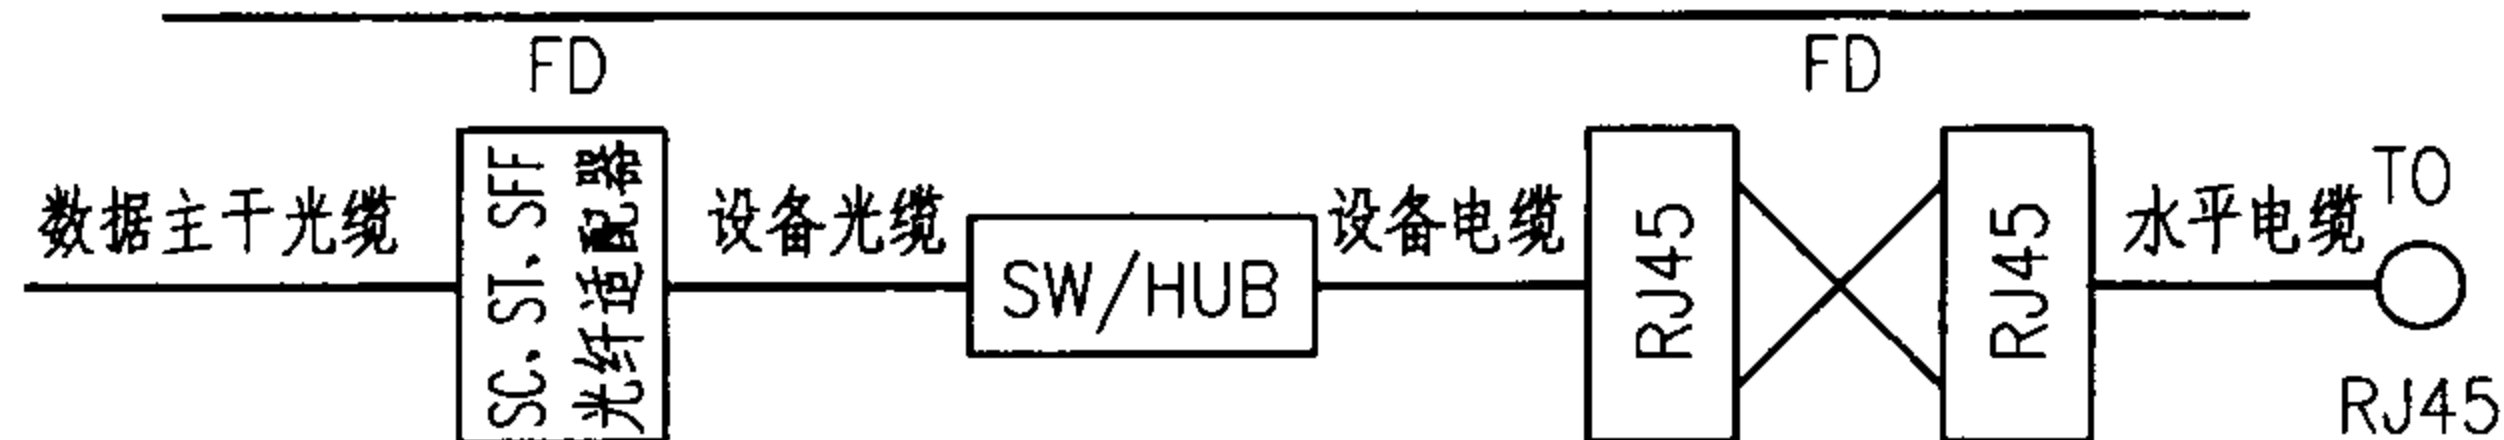 FD
FD
数据主干光缆
SC. ST. SFF
光纤适配器
设备光缆
SW/HUB
设备电缆
RJ45
RJ45
水平电缆
TO
RJ45